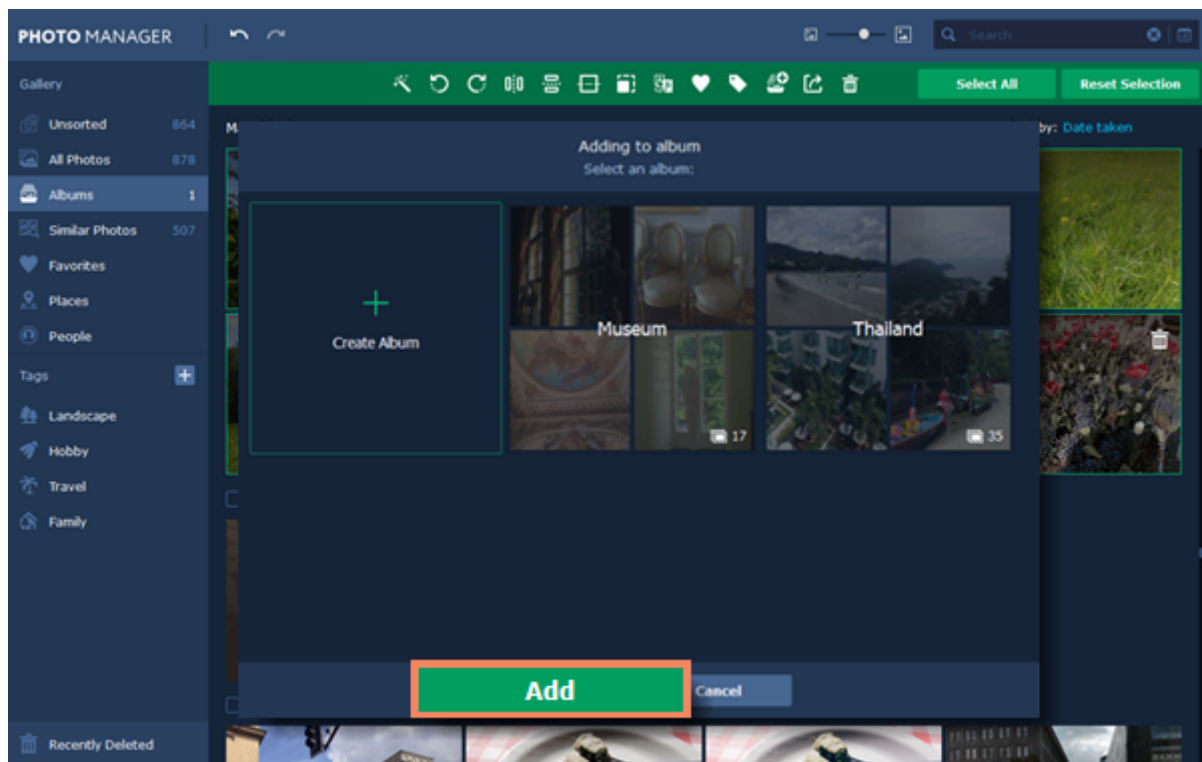 PHOTO MANAGER
Search
Gallery
Select All
Reset Selection
Unsorted 864
All Photos 878
Albums 1
Similar Photos 507
Favorites
Places
People
Tags
Landscape
Hobby
Travel
Family
Recently Deleted
by: Date taken
Adding to album
Select an album:
Create Album
Museum
17
Thailand
35
Add
Cancel